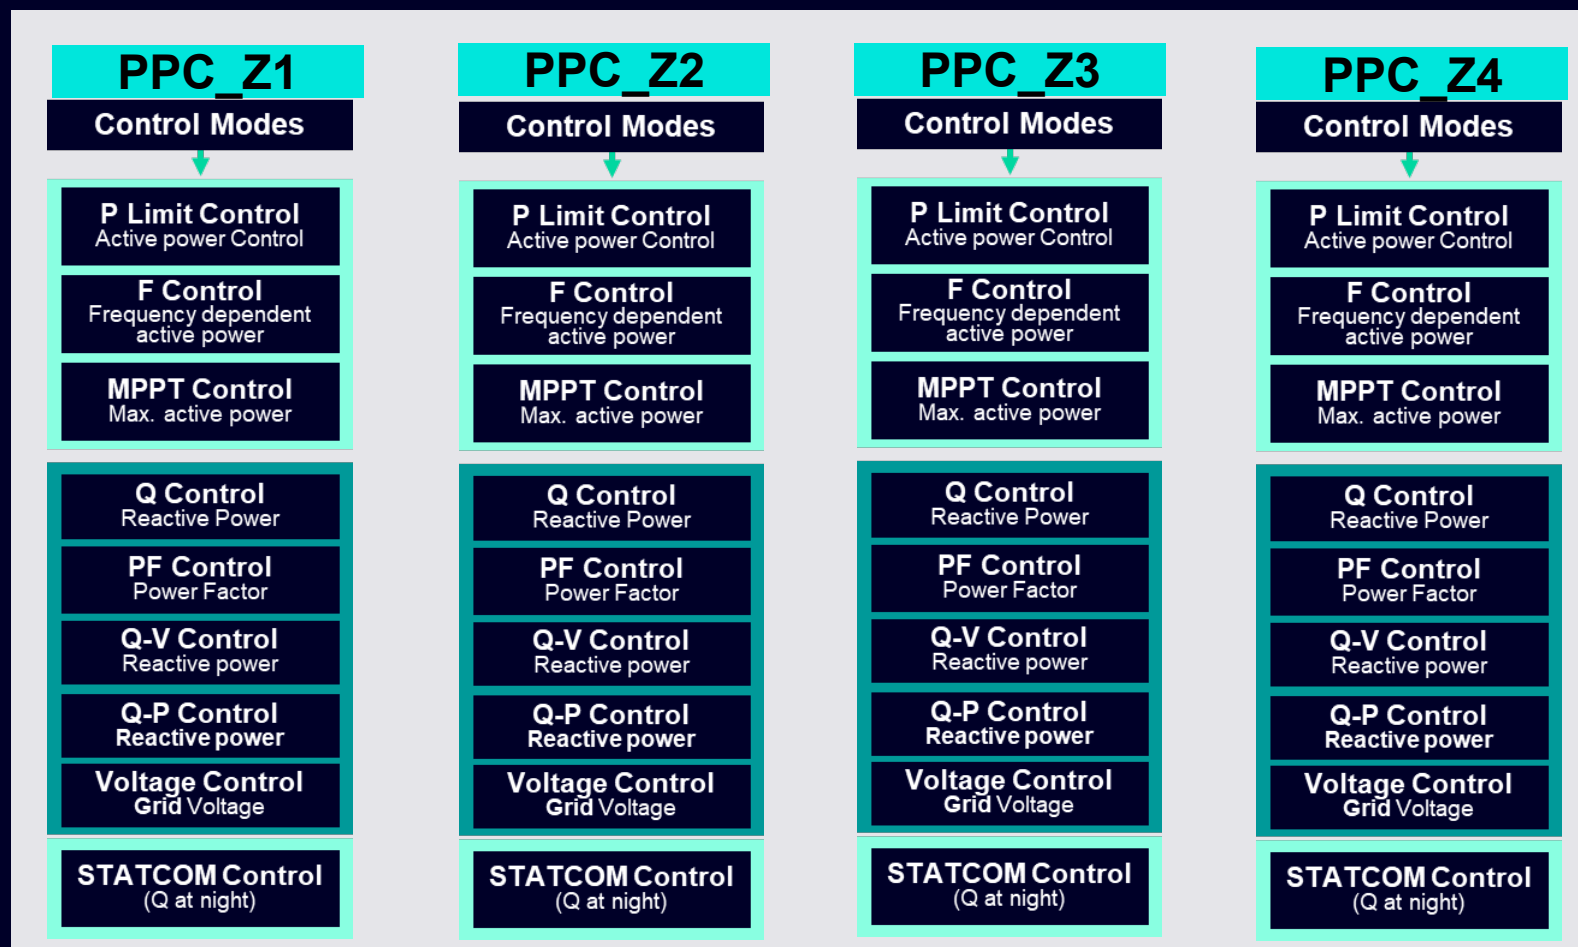 PPC_Z1
Control Modes
P Limit Control
Active power Control
F Control
Frequency dependent
active power
MPPT Control
Max. active power
Q Control
Reactive Power
PF Control
Power Factor
Q-V Control
Reactive power
Q-P Control
Reactive power
Voltage Control
Grid Voltage
STATCOM Control
(Q at night)
PPC_Z2
Control Modes
P Limit Control
Active power Control
F Control
Frequency dependent
active power
MPPT Control
Max. active power
Q Control
Reactive Power
PF Control
Power Factor
Q-V Control
Reactive power
Q-P Control
Reactive power
Voltage Control
Grid Voltage
STATCOM Control
(Q at night)
PPC_Z3
Control Modes
P Limit Control
Active power Control
F Control
Frequency dependent
active power
MPPT Control
Max. active power
Q Control
Reactive Power
PF Control
Power Factor
Q-V Control
Reactive power
Q-P Control
Reactive power
Voltage Control
Grid Voltage
STATCOM Control
(Q at night)
PPC_Z4
Control Modes
P Limit Control
Active power Control
F Control
Frequency dependent
active power
MPPT Control
Max. active power
Q Control
Reactive Power
PF Control
Power Factor
Q-V Control
Reactive power
Q-P Control
Reactive power
Voltage Control
Grid Voltage
STATCOM Control
(Q at night)